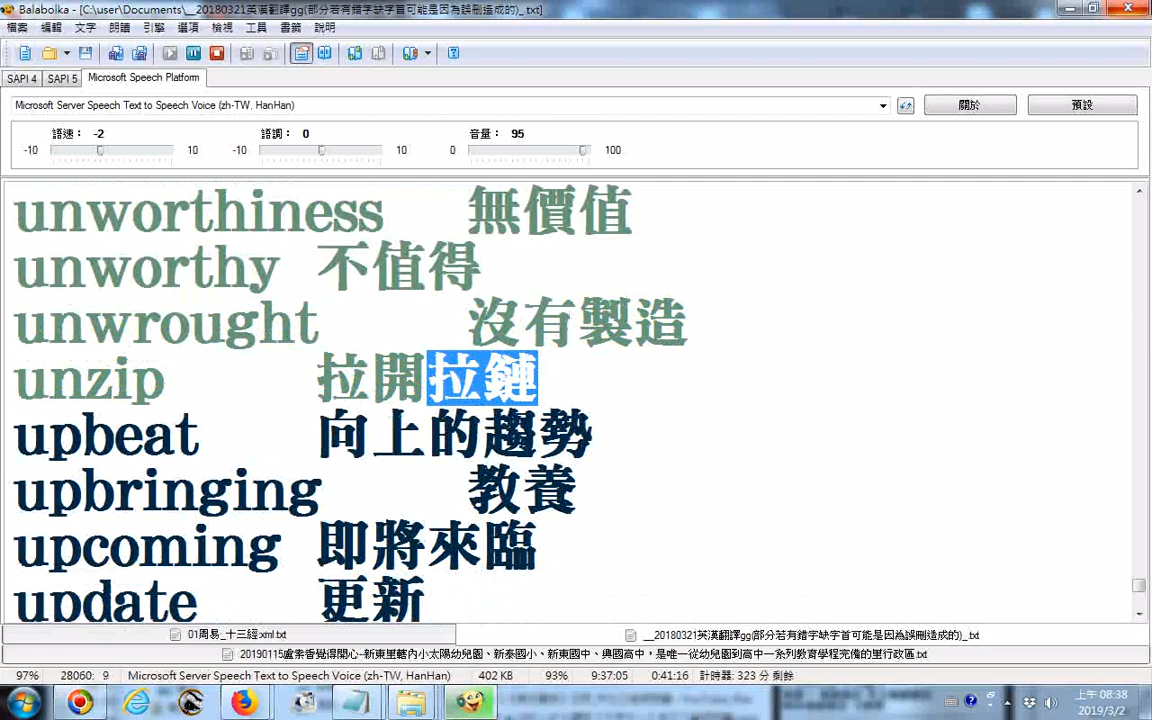 Balabolka - [C:\user\Documents\__20180321英漢翻譯gg(部分若有錯字缺字首可能是因為誤刪造成的)_.txt]
檔案 編輯 文字 朗讀 引擎 選項 檢視 工具 書籤 說明
SAPI 4 SAPI 5 Microsoft Speech Platform
Microsoft Server Speech Text to Speech Voice (zh-TW, HanHan) 關於 預設
語速： -2 語調： 0 音量： 95
-10 10 -10 10 0 100
unworthiness 無價值
unworthy 不值得
unwrought 沒有製造
unzip 拉開拉鏈
upbeat 向上的趨勢
upbringing 教養
upcoming 即將來臨
update 更新
01周易_十三經.xml.txt __20180321英漢翻譯gg(部分若有錯字缺字首可能是因為誤刪造成的)_.txt
20190115盧素香覺得開心-新東里轄內小太陽幼兒園、新泰國小、新東國中、興國高中，是唯一從幼兒園到高中一系列教育學程完備的里行政區.txt
97% 28060: 9 Microsoft Server Speech Text to Speech Voice (zh-TW, HanHan) 402 KB 93% 9:37:05 0:41:16 計時器: 323 分 剩餘
上午 08:38
2019/3/2